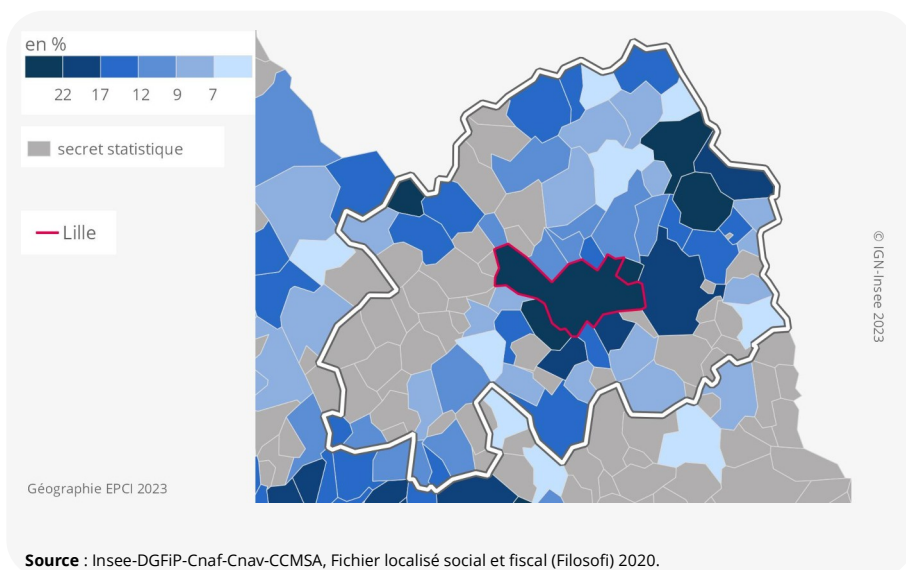 en %
22 17 12 9 7
secret statistique
Lille
© IGN-Insee 2023
Géographie EPCI 2023
Source : Insee-DGFiP-Cnaf-Cnav-CCMSA, Fichier localisé social et fiscal (Filosofi) 2020.